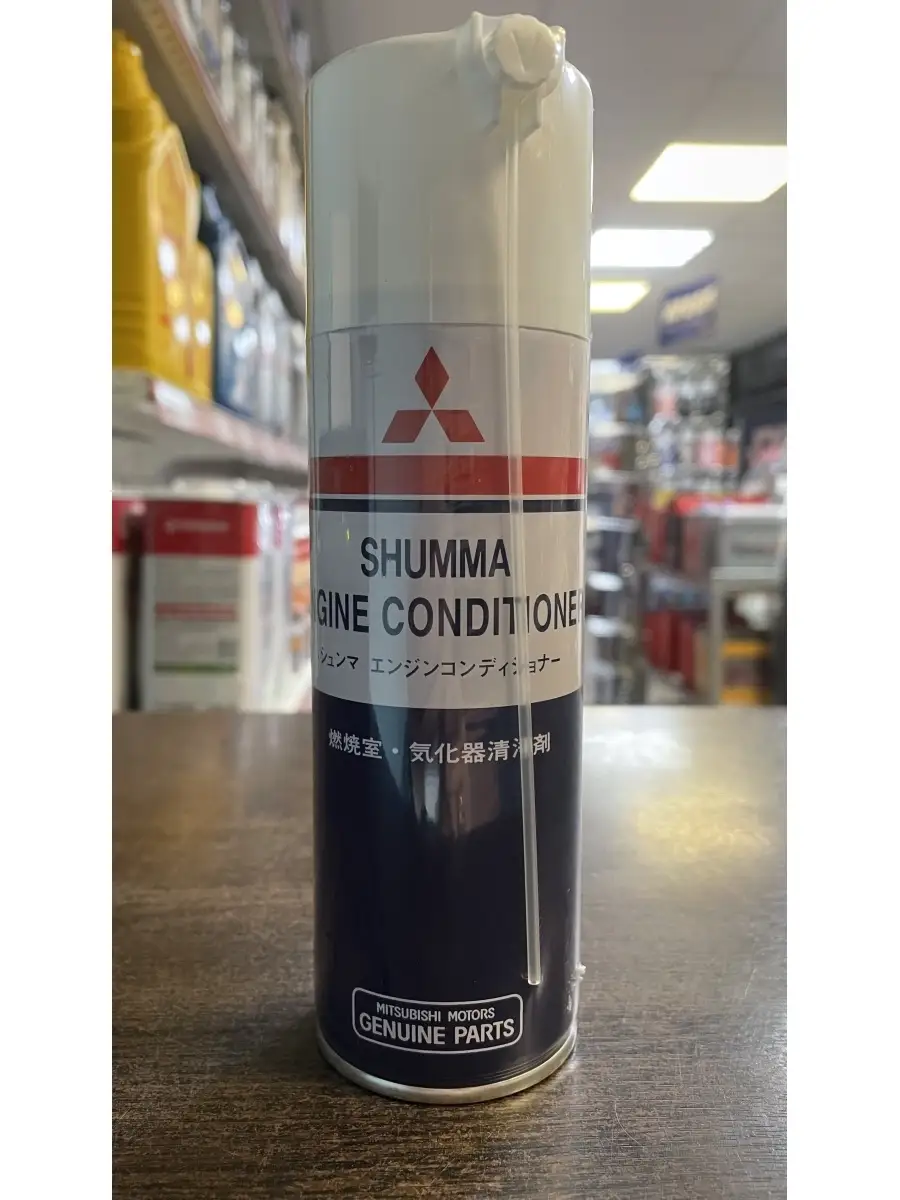 SHUMMA
GINE CONDITIONER
シュンマ エンジンコンディショナー
燃焼室・気化器清浄剤
MITSUBISHI MOTORS
GENUINE PARTS